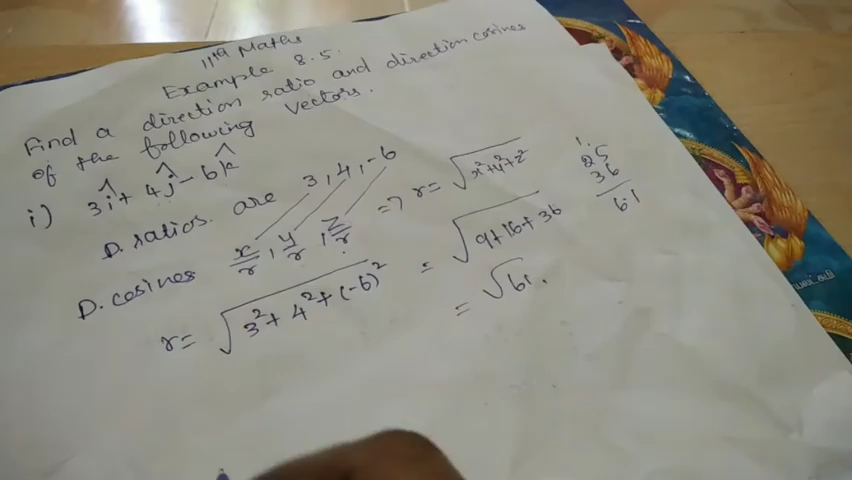 11th Maths
Example 8.5.
Find a direction ratio and direction cosines
of the following vectors.
i) 3î + 4ĵ - 6k̂
D. ratios are 3, 4, -6
D. cosines x/r, y/r, z/r => r = √x²+y²+z²
r = √3²+4²+(-6)² = √9+16+36
= √61.
1
25
36
61